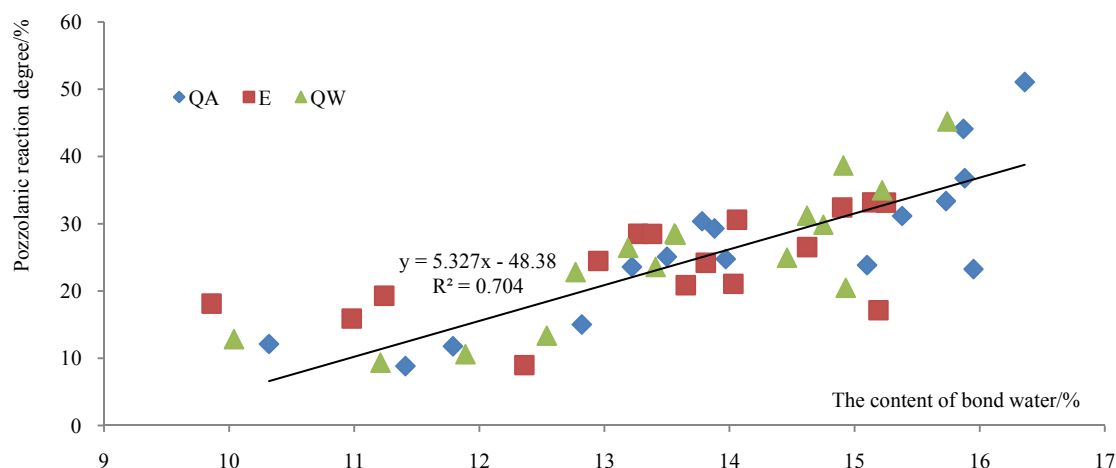 Pozzolanic reaction degree/%
60
50
40
30
20
10
0
QA E QW
y = 5.327x - 48.38
R² = 0.704
The content of bond water/%
9 10 11 12 13 14 15 16 17